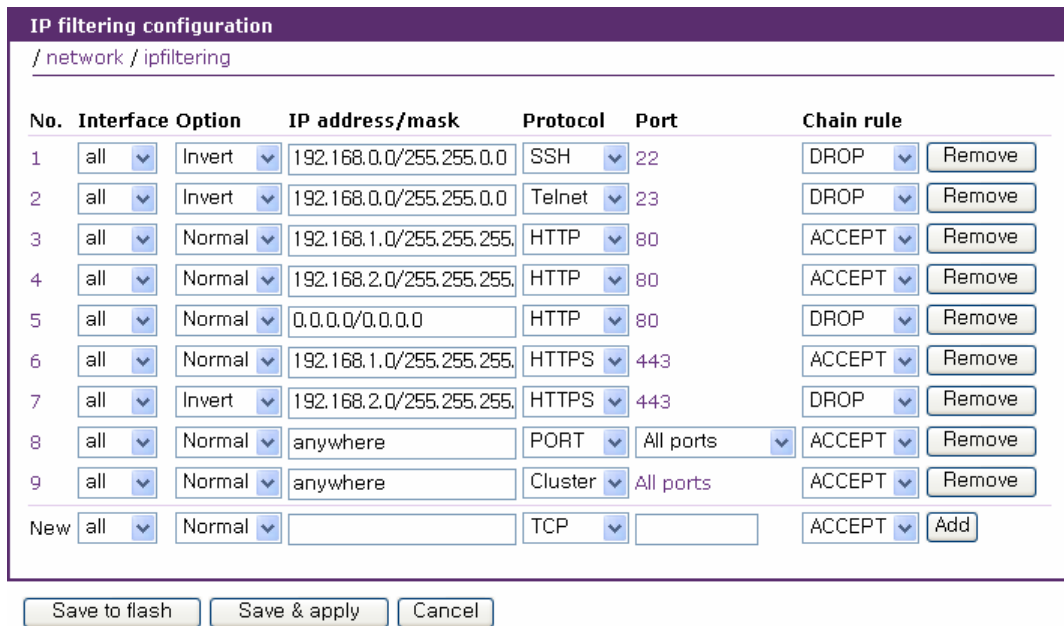 IP filtering configuration
/ network / ipfiltering
No. Interface Option IP address/mask Protocol Port Chain rule
1 all Invert 192.168.0.0/255.255.0.0 SSH 22 DROP Remove
2 all Invert 192.168.0.0/255.255.0.0 Telnet 23 DROP Remove
3 all Normal 192.168.1.0/255.255.255. HTTP 80 ACCEPT Remove
4 all Normal 192.168.2.0/255.255.255. HTTP 80 ACCEPT Remove
5 all Normal 0.0.0.0/0.0.0.0 HTTP 80 DROP Remove
6 all Normal 192.168.1.0/255.255.255. HTTPS 443 ACCEPT Remove
7 all Invert 192.168.2.0/255.255.255. HTTPS 443 DROP Remove
8 all Normal anywhere PORT All ports ACCEPT Remove
9 all Normal anywhere Cluster All ports ACCEPT Remove
New all Normal TCP ACCEPT Add
Save to flash Save & apply Cancel